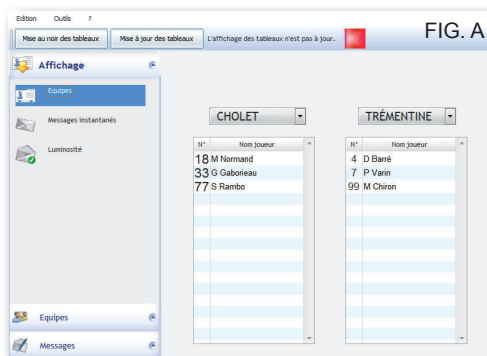 Edition Outils ?
FIG. A
Mise au noir des tableaux Mise à jour des tableaux L'affichage des tableaux n'est pas à jour.
Affichage
Equipes
Messages instantanés
Luminosité
Equipes
Messages
CHOLET
N° Nom joueur
18 M Normand
33 G Gaborieau
77 S Rambo
TRÉMENTINE
N° Nom joueur
4 D Barré
7 P Varin
99 M Chiron